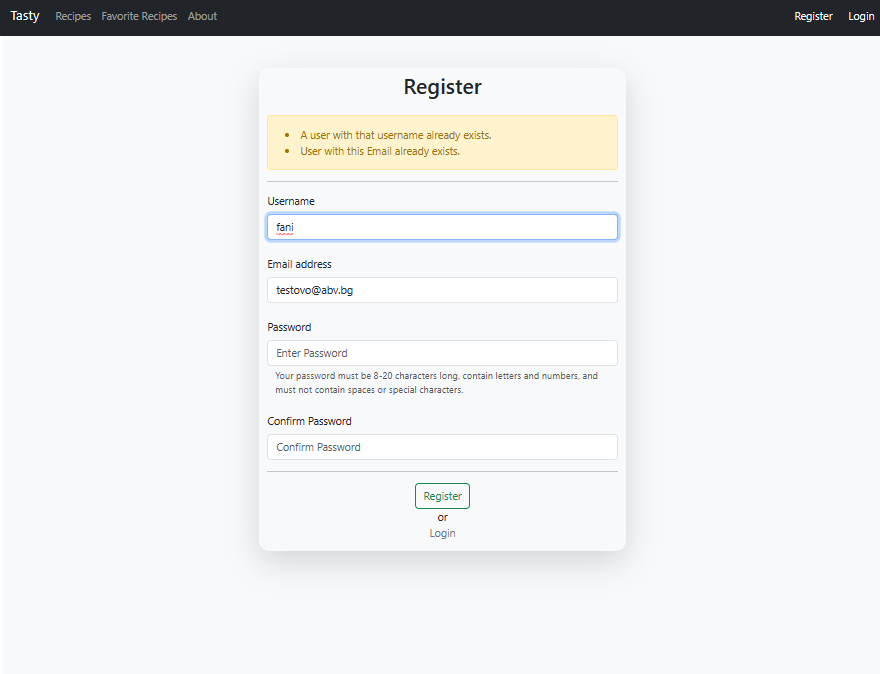 Tasty Recipes Favorite Recipes About Register Login
Register
A user with that username already exists.
User with this Email already exists.
Username
fani
Email address
testovo@abv.bg
Password
Enter Password
Your password must be 8-20 characters long, contain letters and numbers, and
must not contain spaces or special characters.
Confirm Password
Confirm Password
Register
or
Login